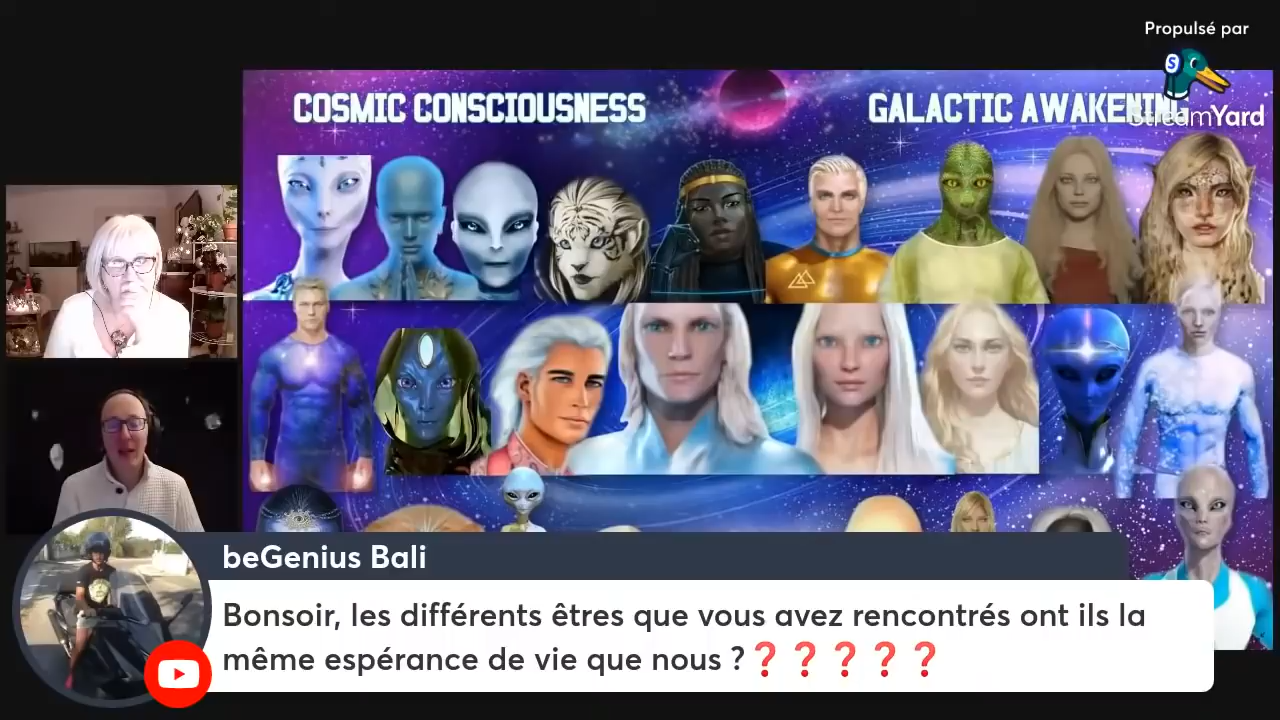 Propulsé par
StreamYard
COSMIC CONSCIOUSNESS
GALACTIC AWAKENING
beGenius Bali
Bonsoir, les différents êtres que vous avez rencontrés ont ils la
même espérance de vie que nous ?❓❓❓❓❓